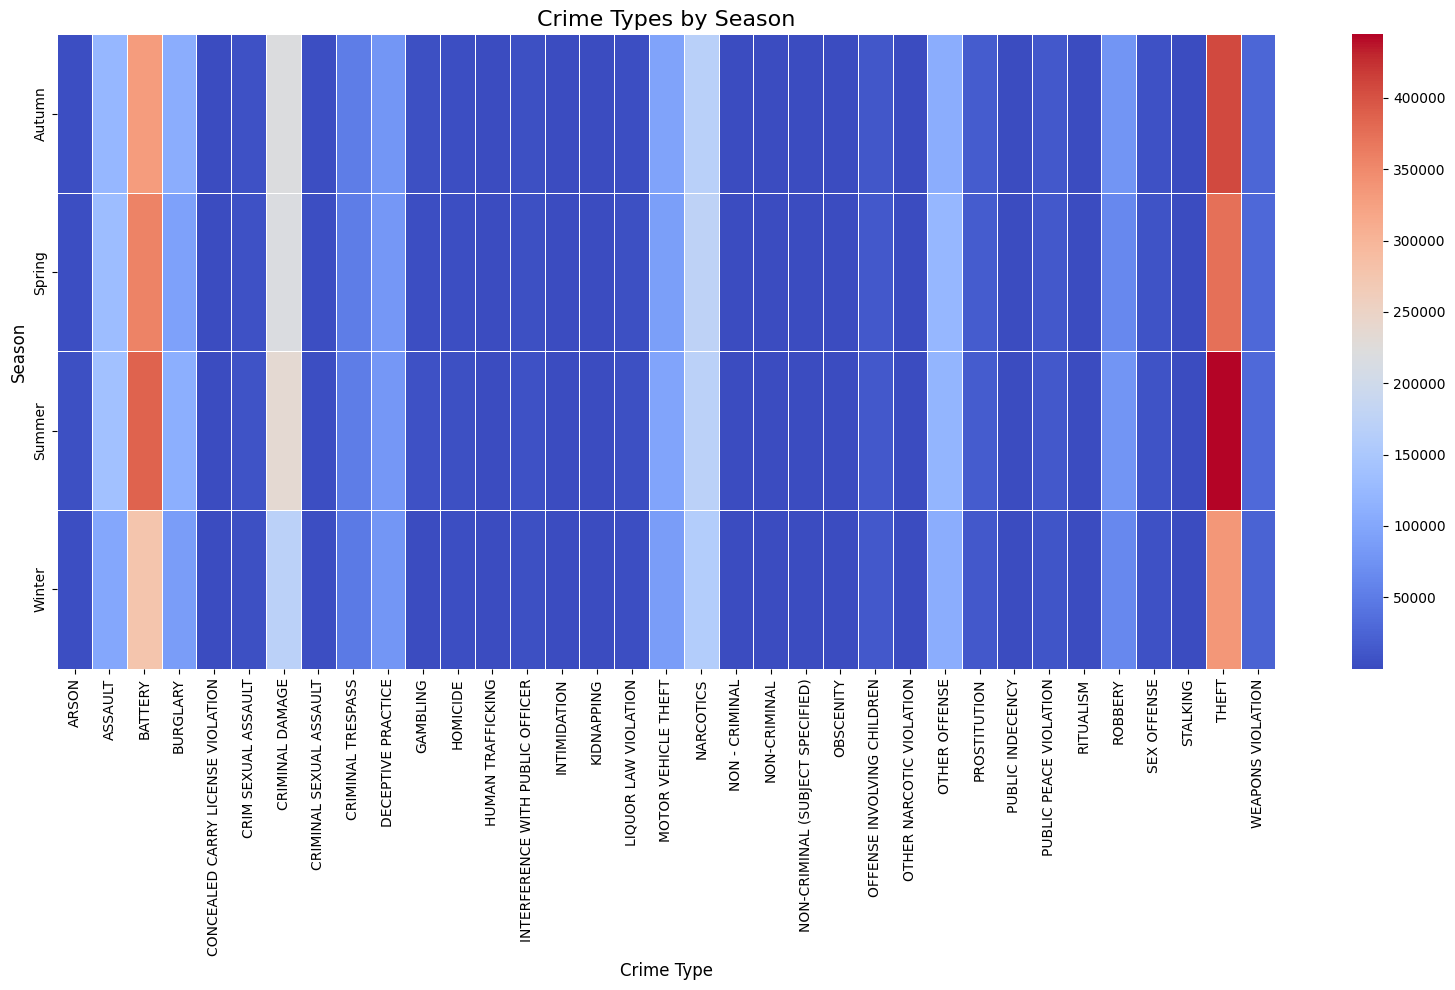 Crime Types by Season
Season
Autumn
Spring
Summer
Winter
ARSON
ASSAULT
BATTERY
BURGLARY
CONCEALED CARRY LICENSE VIOLATION
CRIM SEXUAL ASSAULT
CRIMINAL DAMAGE
CRIMINAL SEXUAL ASSAULT
CRIMINAL TRESPASS
DECEPTIVE PRACTICE
GAMBLING
HOMICIDE
HUMAN TRAFFICKING
INTERFERENCE WITH PUBLIC OFFICER
INTIMIDATION
KIDNAPPING
LIQUOR LAW VIOLATION
MOTOR VEHICLE THEFT
NARCOTICS
NON - CRIMINAL
NON-CRIMINAL
NON-CRIMINAL (SUBJECT SPECIFIED)
OBSCENITY
OFFENSE INVOLVING CHILDREN
OTHER NARCOTIC VIOLATION
OTHER OFFENSE
PROSTITUTION
PUBLIC INDECENCY
PUBLIC PEACE VIOLATION
RITUALISM
ROBBERY
SEX OFFENSE
STALKING
THEFT
WEAPONS VIOLATION
Crime Type
400000
350000
300000
250000
200000
150000
100000
50000